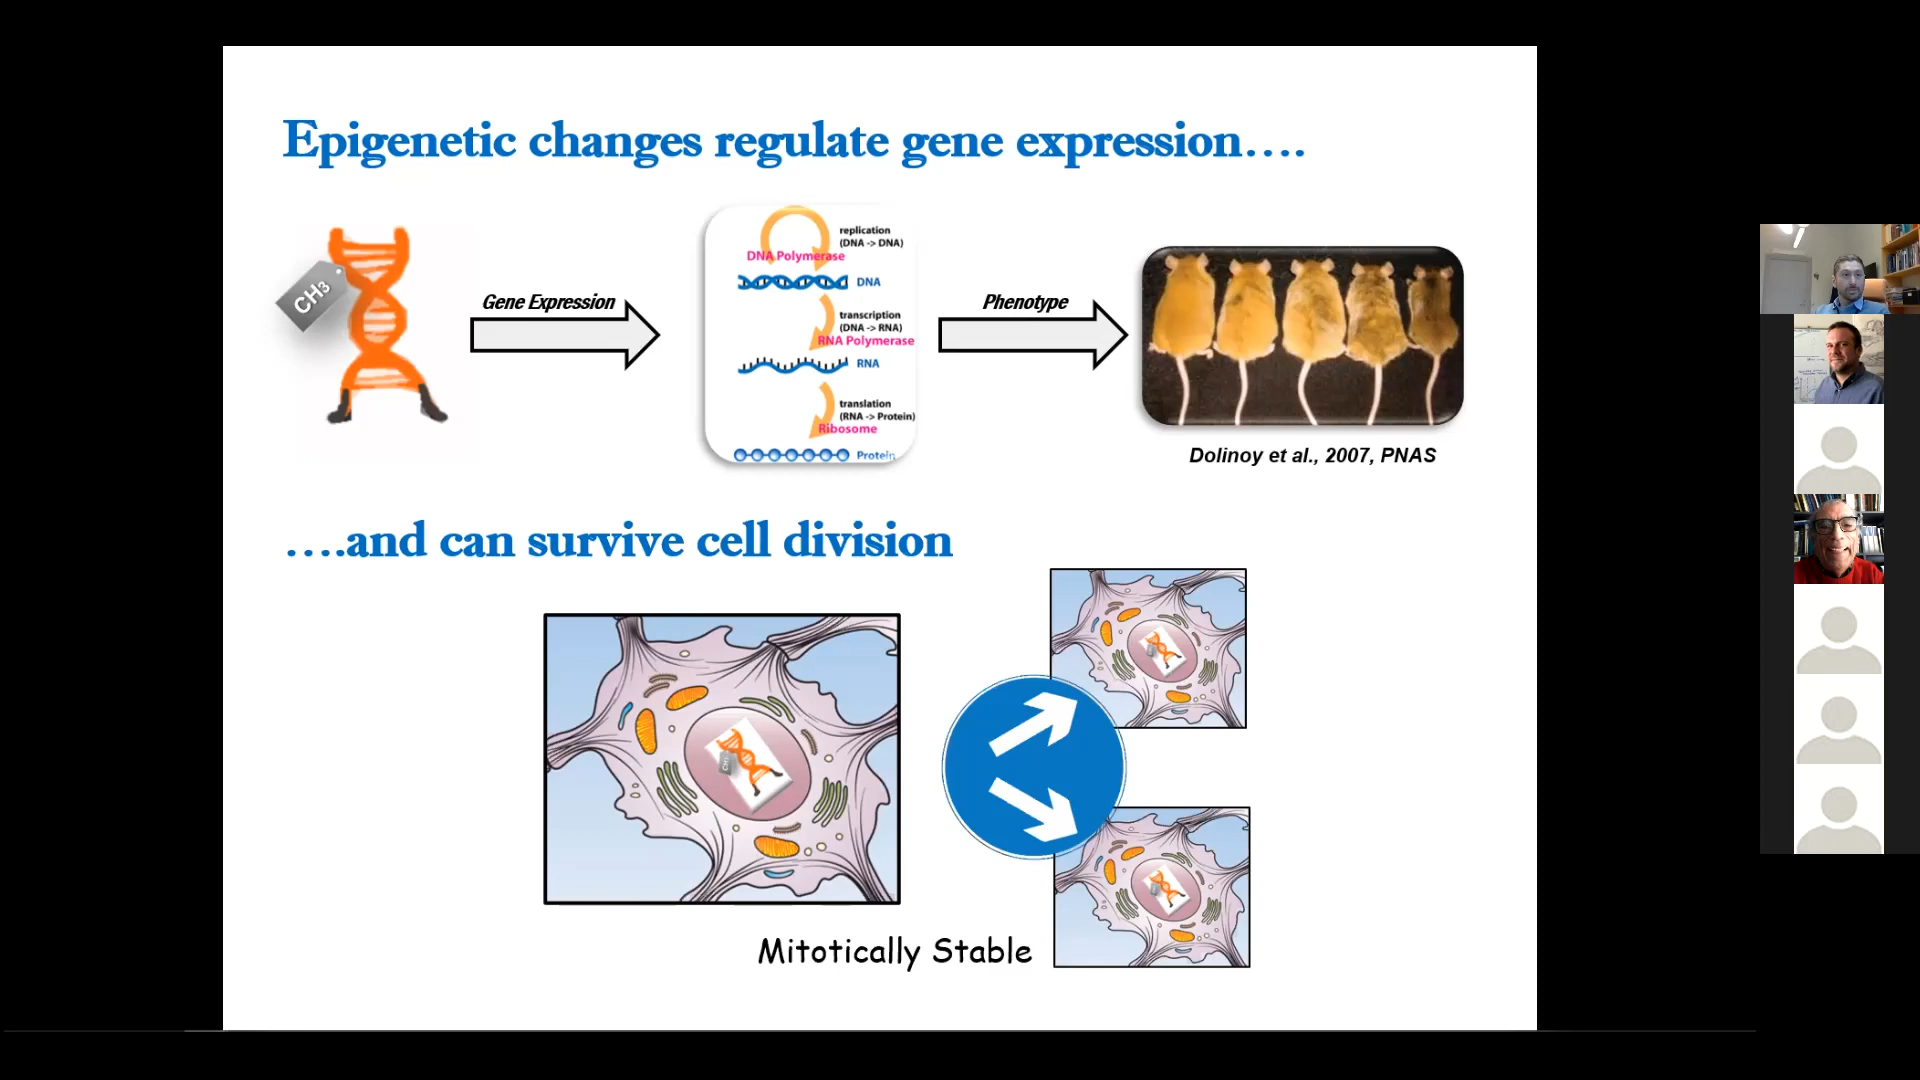 Epigenetic changes regulate gene expression….
CH3
Gene Expression
replication
(DNA -> DNA)
DNA Polymerase
DNA
transcription
(DNA -> RNA)
RNA Polymerase
RNA
translation
(RNA -> Protein)
Ribosome
Protein
Phenotype
Dolinoy et al., 2007, PNAS
….and can survive cell division
CH3
Mitotically Stable